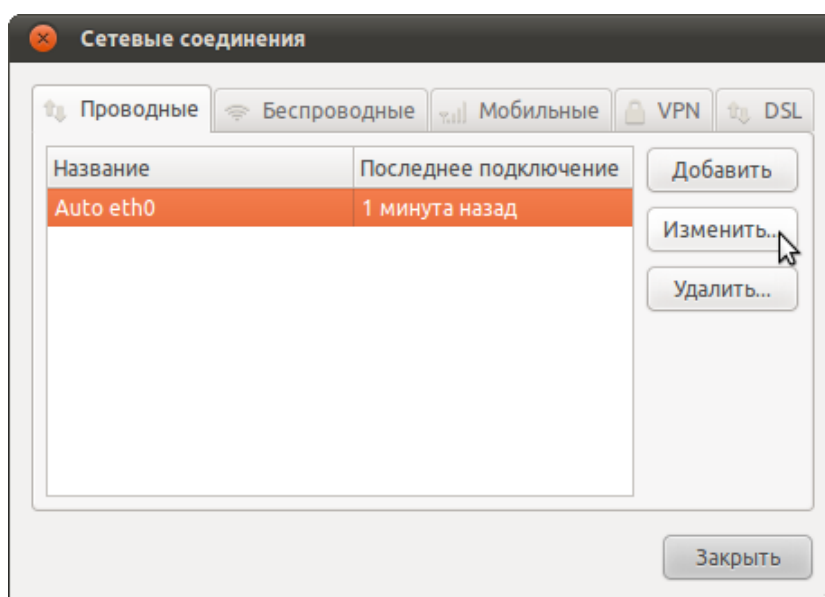 Сетевые соединения
Проводные Беспроводные Мобильные VPN DSL
Название Последнее подключение Добавить
Auto eth0 1 минута назад
Изменить...
Удалить...
Закрыть